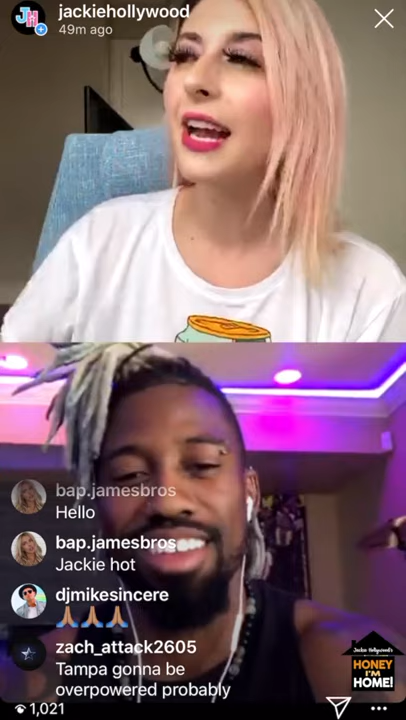 JH
jackiehollywood
49m ago
bap.jamesbros
Hello
bap.jamesbros
Jackie hot
djmikesincere
🙏🏽🙏🏽🙏🏽
zach_attack2605
Tampa gonna be
overpowered probably
Jackie Hollywood's
HONEY
I'M
HOME!
1,021